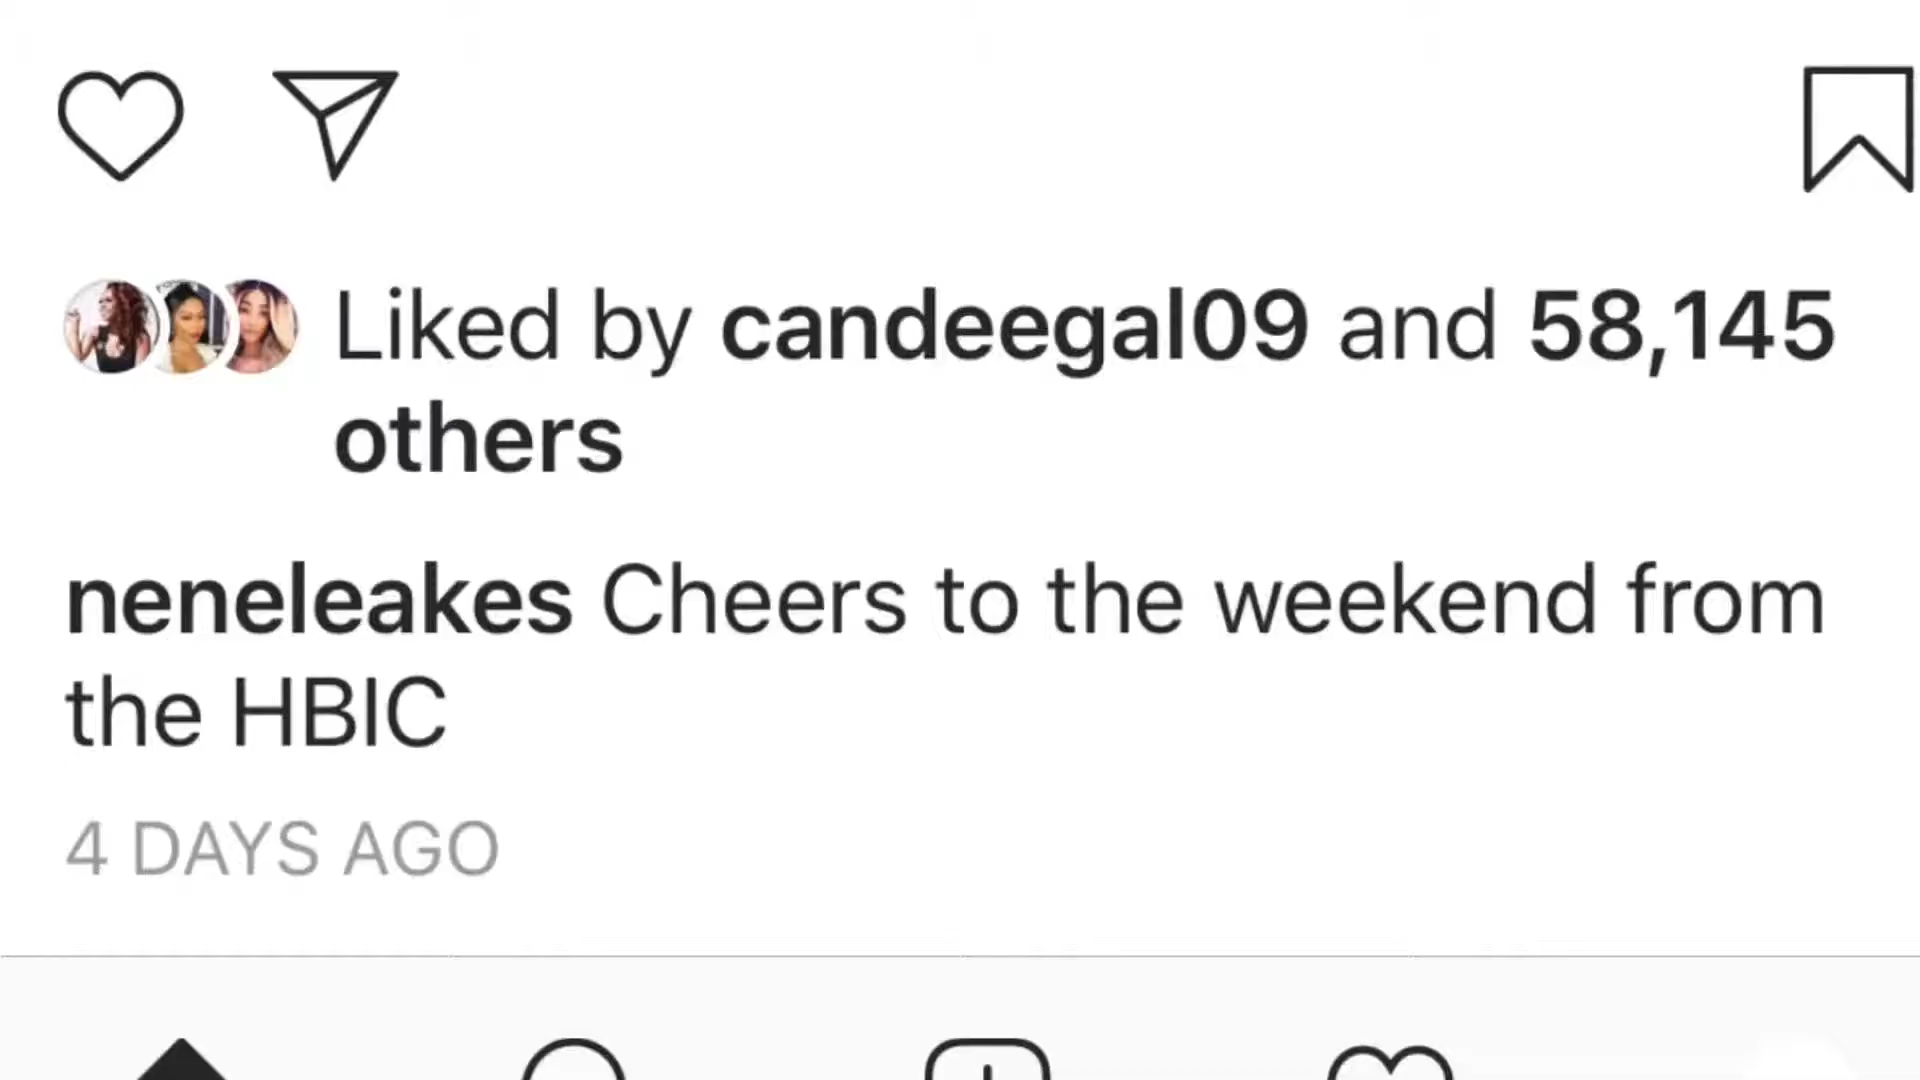 Liked by candeegal09 and 58,145
others
neneleakes Cheers to the weekend from
the HBIC
4 DAYS AGO